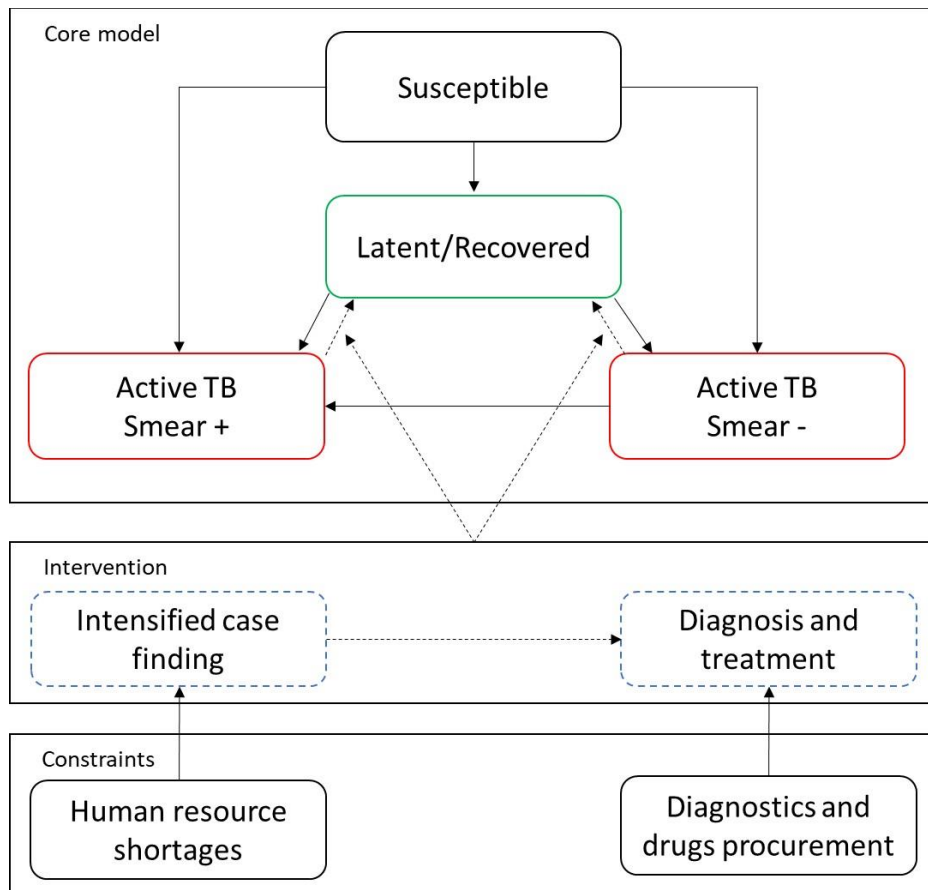 Core model
Susceptible
Latent/Recovered
Active TB
Smear +
Active TB
Smear -
Intervention
Intensified case
finding
Diagnosis and
treatment
Constraints
Human resource
shortages
Diagnostics and
drugs procurement